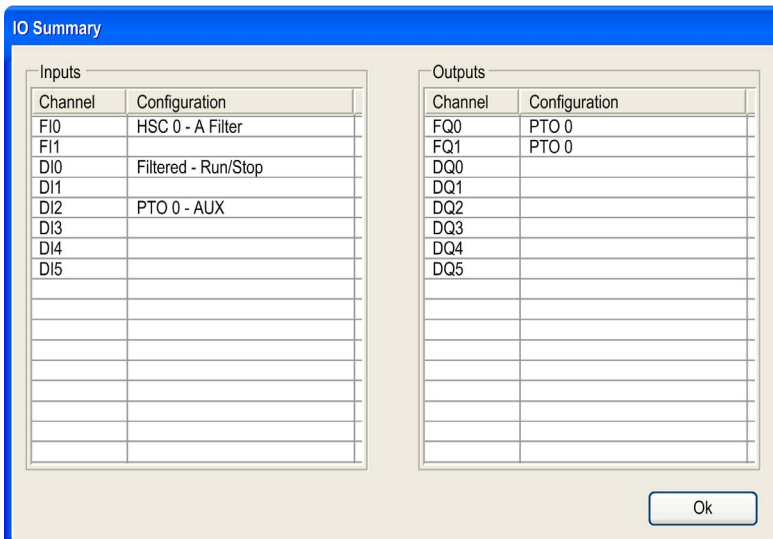 IO Summary
Inputs
Channel Configuration
FI0 HSC 0 - A Filter
FI1
DI0 Filtered - Run/Stop
DI1
DI2 PTO 0 - AUX
DI3
DI4
DI5
Outputs
Channel Configuration
FQ0 PTO 0
FQ1 PTO 0
DQ0
DQ1
DQ2
DQ3
DQ4
DQ5
Ok